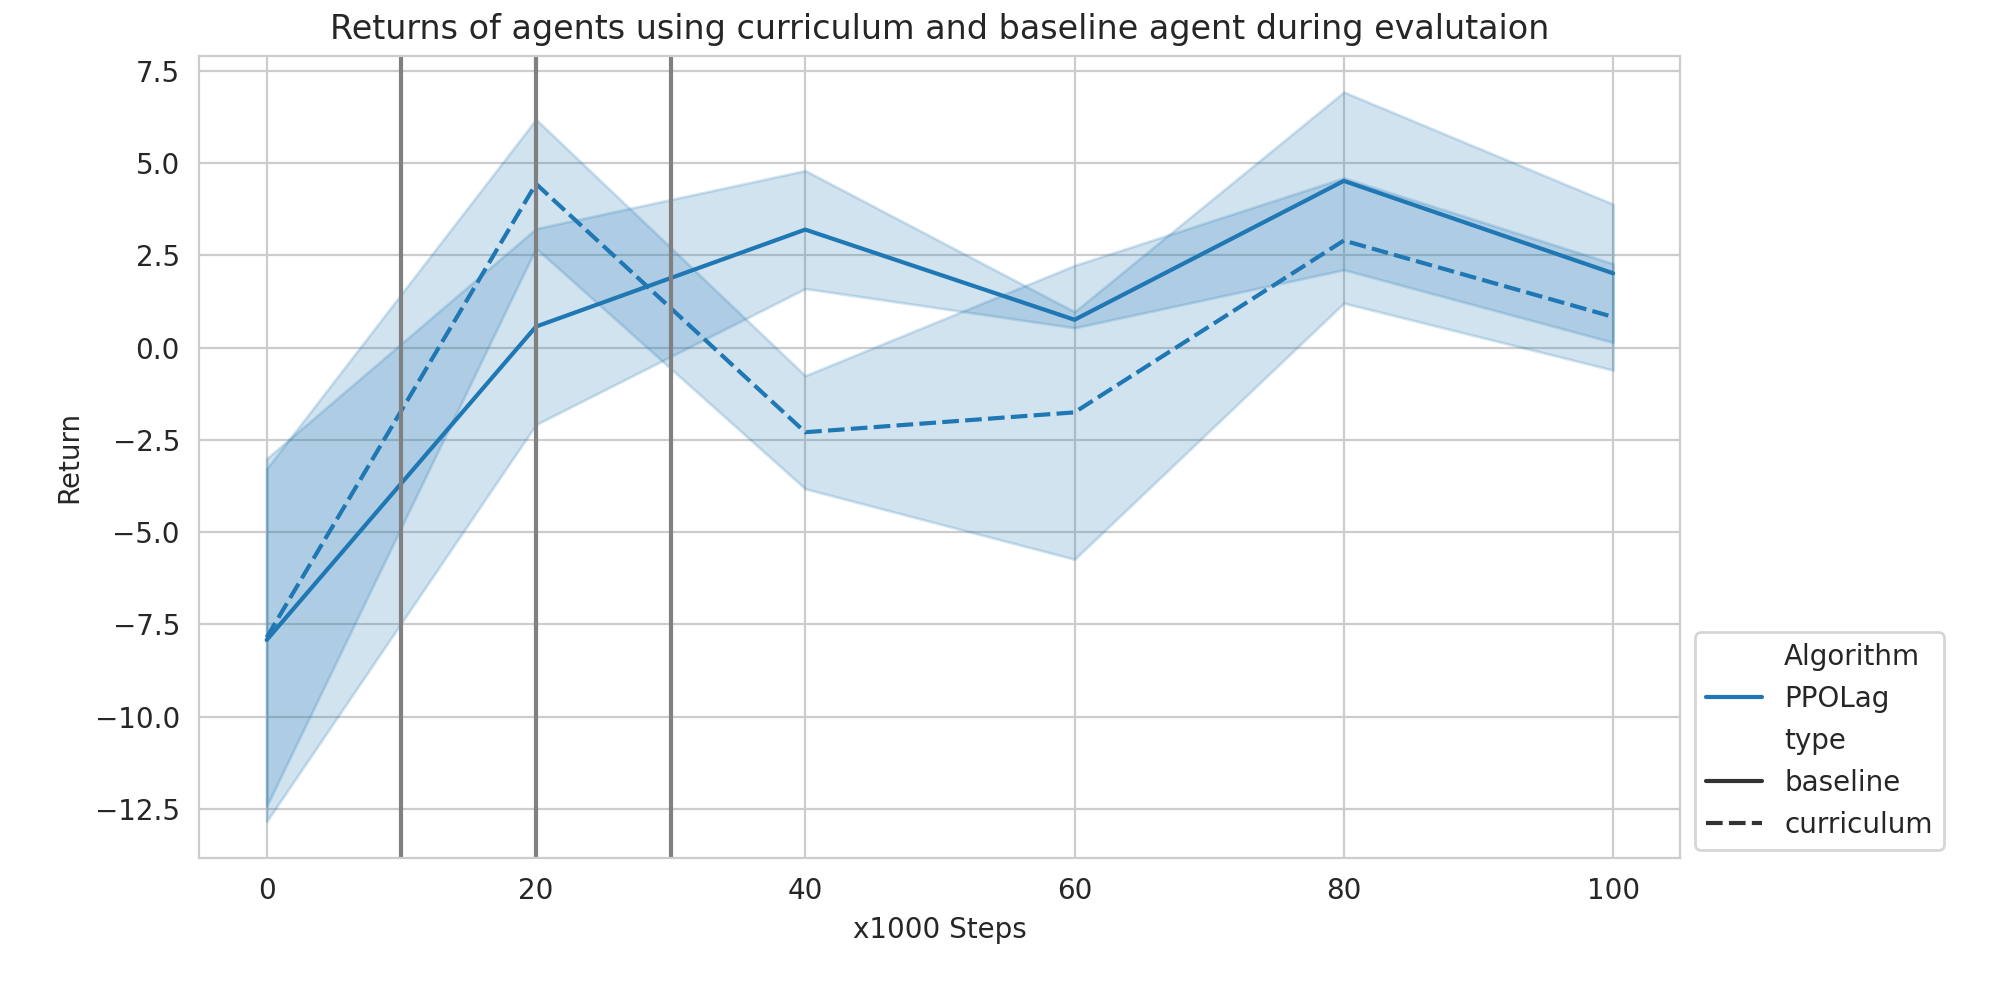 Returns of agents using curriculum and baseline agent during evalutaion
7.5
5.0
2.5
0.0
−2.5
−5.0
−7.5
−10.0
−12.5
Return
0 20 40 60 80 100
x1000 Steps
Algorithm
PPOLag
type
baseline
curriculum